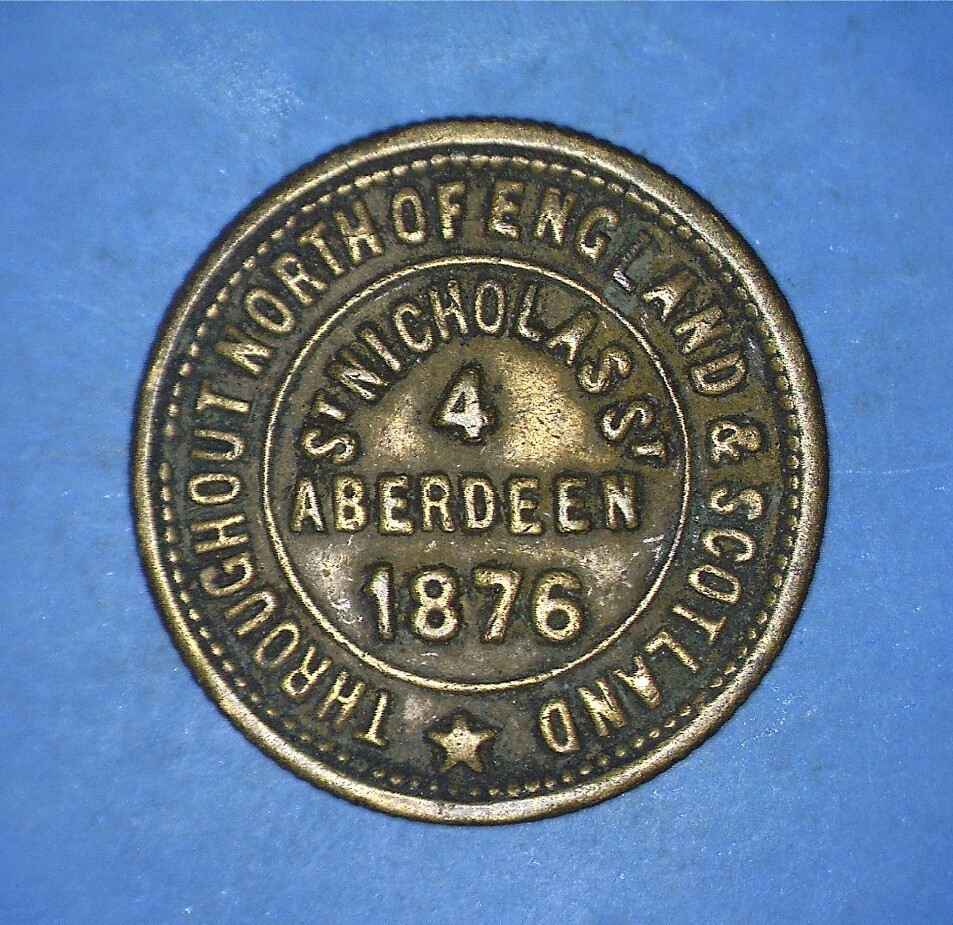 THROUGHOUT NORTH OF ENGLAND & SCOTLAND
ST NICHOLAS ST
4
ABERDEEN
1876